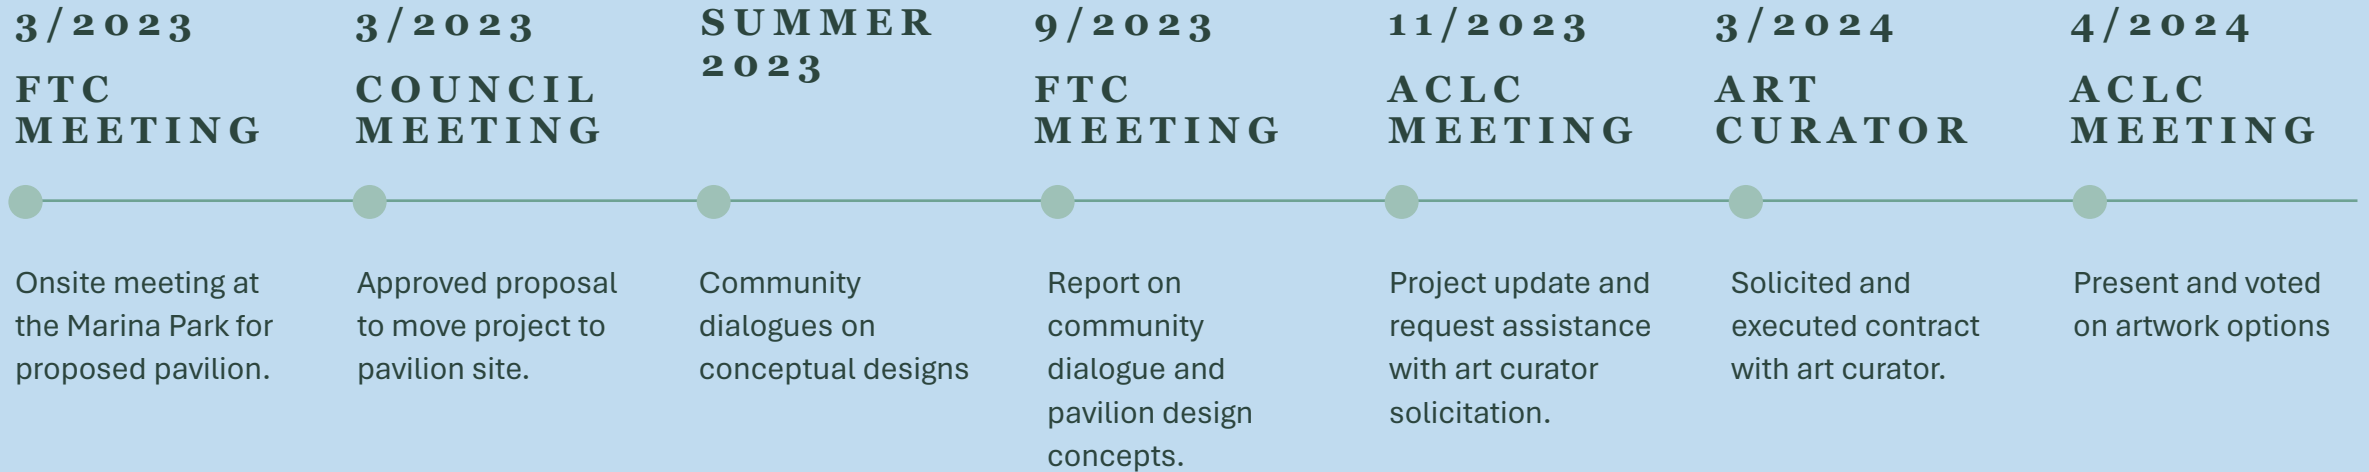 3/2023
FTC
MEETING
Onsite meeting at
the Marina Park for
proposed pavilion.
3/2023
COUNCIL
MEETING
Approved proposal
to move project to
pavilion site.
SUMMER
2023
Community
dialogues on
conceptual designs
9/2023
FTC
MEETING
Report on
community
dialogue and
pavilion design
concepts.
11/2023
ACLC
MEETING
Project update and
request assistance
with art curator
solicitation.
3/2024
ART
CURATOR
Solicited and
executed contract
with art curator.
4/2024
ACLC
MEETING
Present and voted
on artwork options